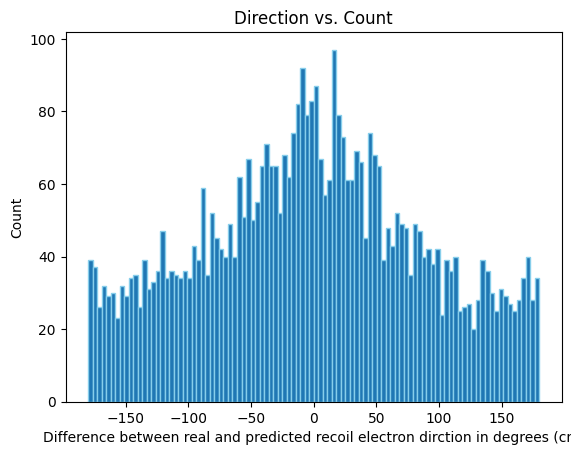 Direction vs. Count
Count
100
80
60
40
20
0
−150 −100 −50 0 50 100 150
Difference between real and predicted recoil electron dirction in degrees